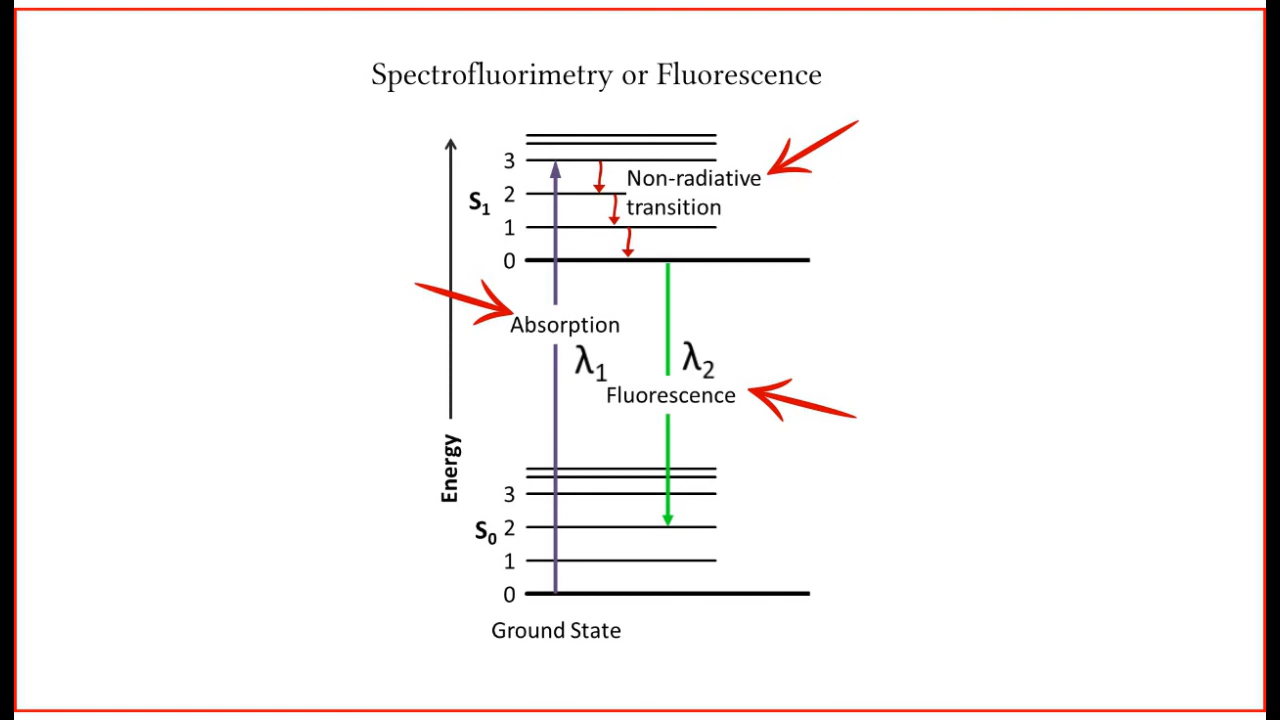 Spectrofluorimetry or Fluorescence
3
Non-radiative
S₁ 2
transition
1
0
Absorption
λ₁
λ₂
Fluorescence
Energy
3
S₀ 2
1
0
Ground State